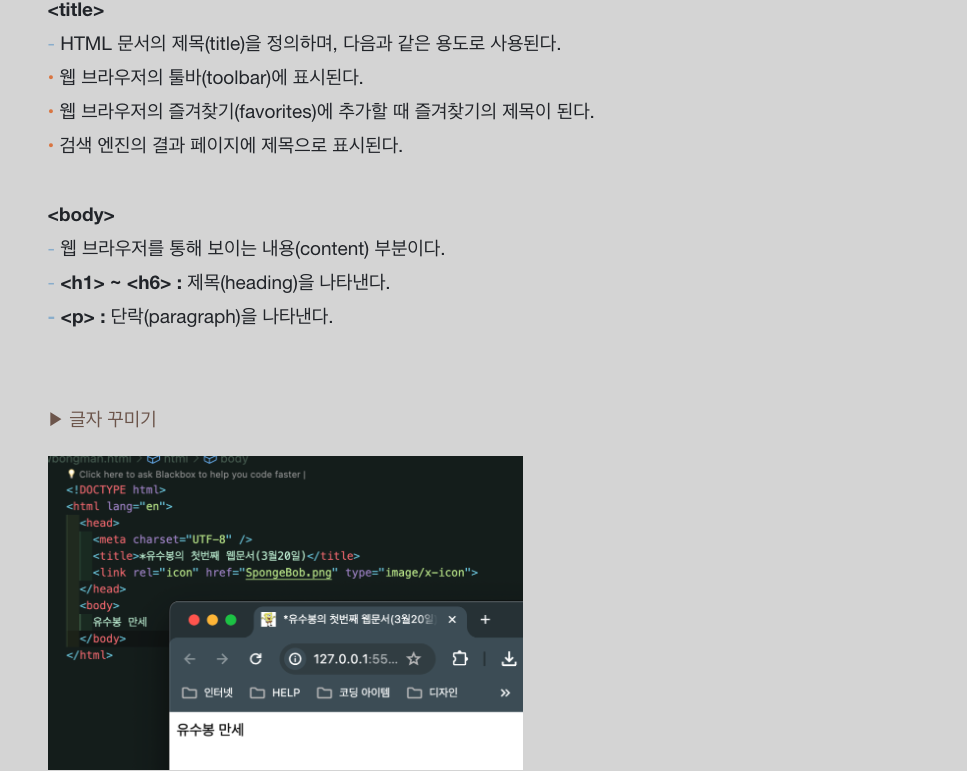 <title>
- HTML 문서의 제목(title)을 정의하며, 다음과 같은 용도로 사용된다.
• 웹 브라우저의 툴바(toolbar)에 표시된다.
• 웹 브라우저의 즐겨찾기(favorites)에 추가할 때 즐겨찾기의 제목이 된다.
• 검색 엔진의 결과 페이지에 제목으로 표시된다.
<body>
- 웹 브라우저를 통해 보이는 내용(content) 부분이다.
- <h1> ~ <h6> : 제목(heading)을 나타낸다.
- <p> : 단락(paragraph)을 나타낸다.
▶ 글자 꾸미기
html > body
Click here to ask Blackbox to help you code faster |
<!DOCTYPE html>
<html lang="en">
<head>
<meta charset="UTF-8" />
<title>*유수봉의 첫번째 웹문서(3월20일)</title>
<link rel="icon" href="SpongeBob.png" type="image/x-icon">
</head>
<body>
유수봉 만세
</body>
</html>
*유수봉의 첫번째 웹문서(3월20일 × +
127.0.0.1:55...
인터넷 HELP 코딩 아이템 디자인 »
유수봉 만세